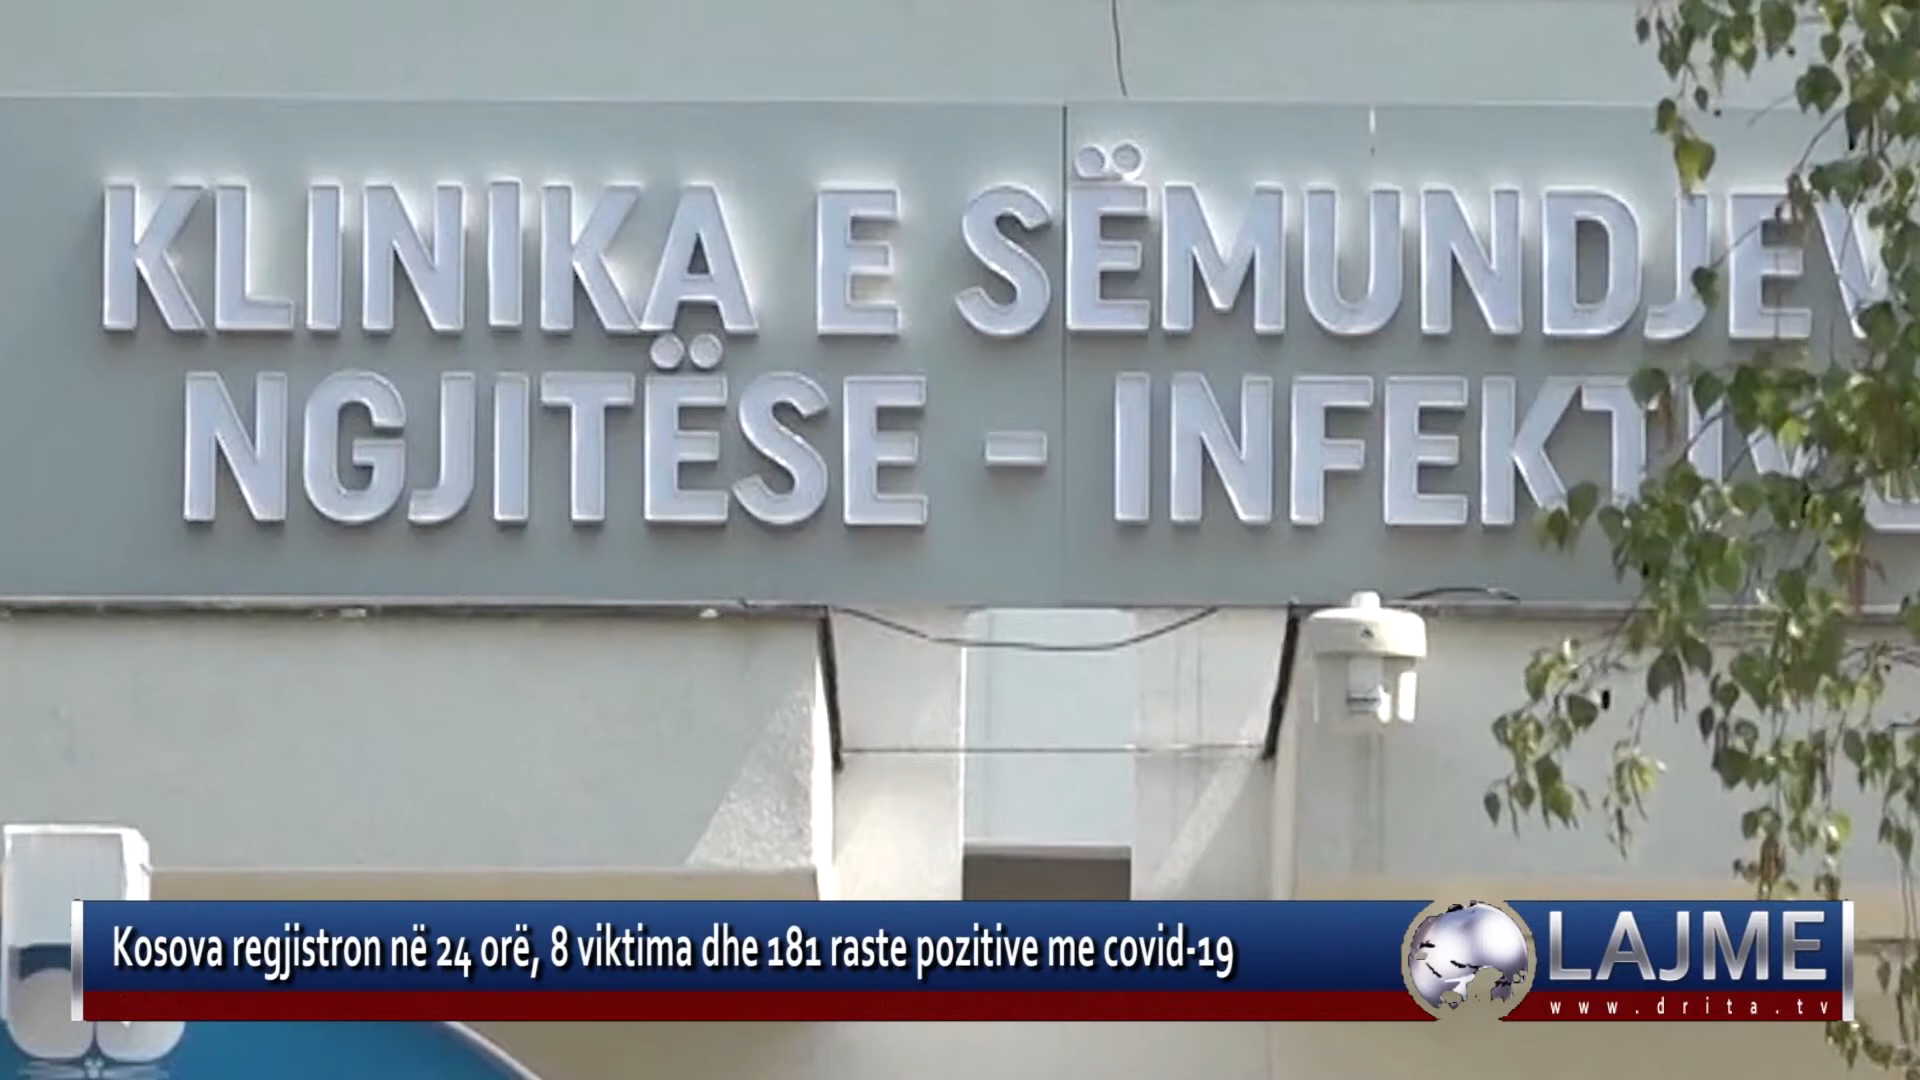 KLINIKA E SËMUNDJEV
NGJITËSE - INFEKTIVE
Kosova regjistron në 24 orë, 8 viktima dhe 181 raste pozitive me covid-19
LAJME
www.drita.tv